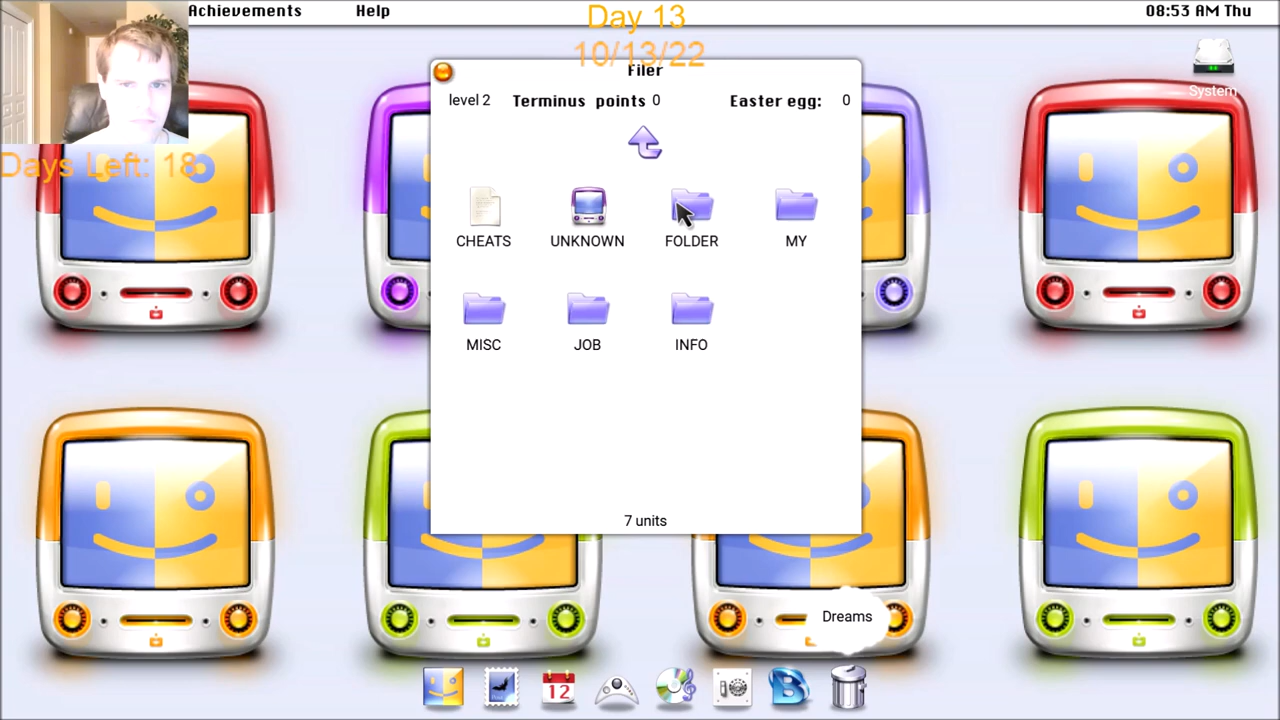 Achievements Help Day 13 08:53 AM Thu
10/13/22
Filer
System
level 2 Terminus points 0 Easter egg: 0
Days Left: 18
CHEATS UNKNOWN FOLDER MY
MISC JOB INFO
7 units
Dreams
12